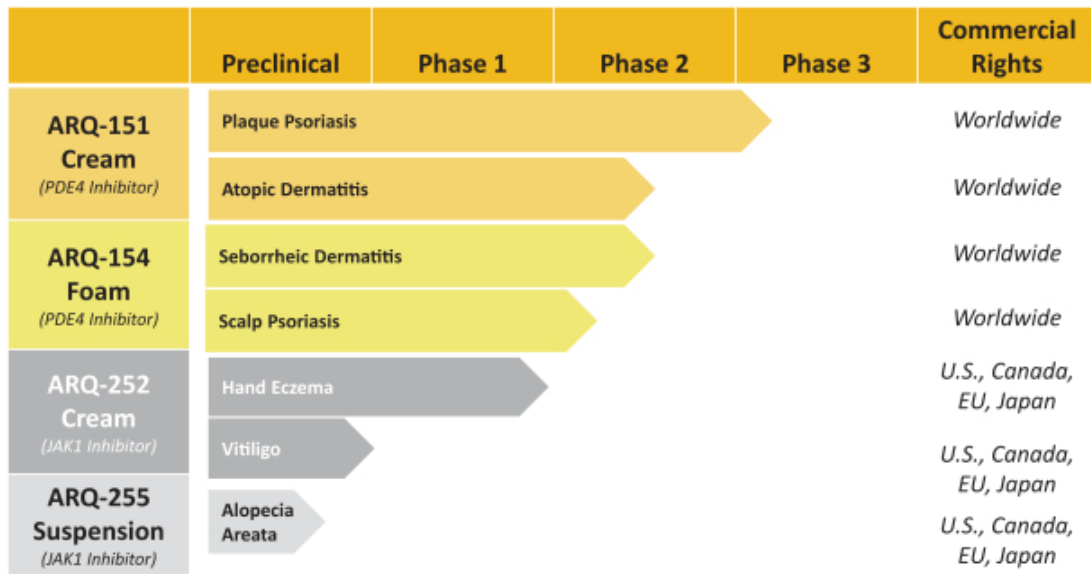 Preclinical
Phase 1
Phase 2
Phase 3
Commercial
Rights
ARQ-151
Cream
(PDE4 Inhibitor)
Plaque Psoriasis
Worldwide
Atopic Dermatitis
Worldwide
ARQ-154
Foam
(PDE4 Inhibitor)
Seborrheic Dermatitis
Worldwide
Scalp Psoriasis
Worldwide
ARQ-252
Cream
(JAK1 Inhibitor)
Hand Eczema
U.S., Canada,
EU, Japan
Vitiligo
U.S., Canada,
EU, Japan
ARQ-255
Suspension
(JAK1 Inhibitor)
Alopecia
Areata
U.S., Canada,
EU, Japan